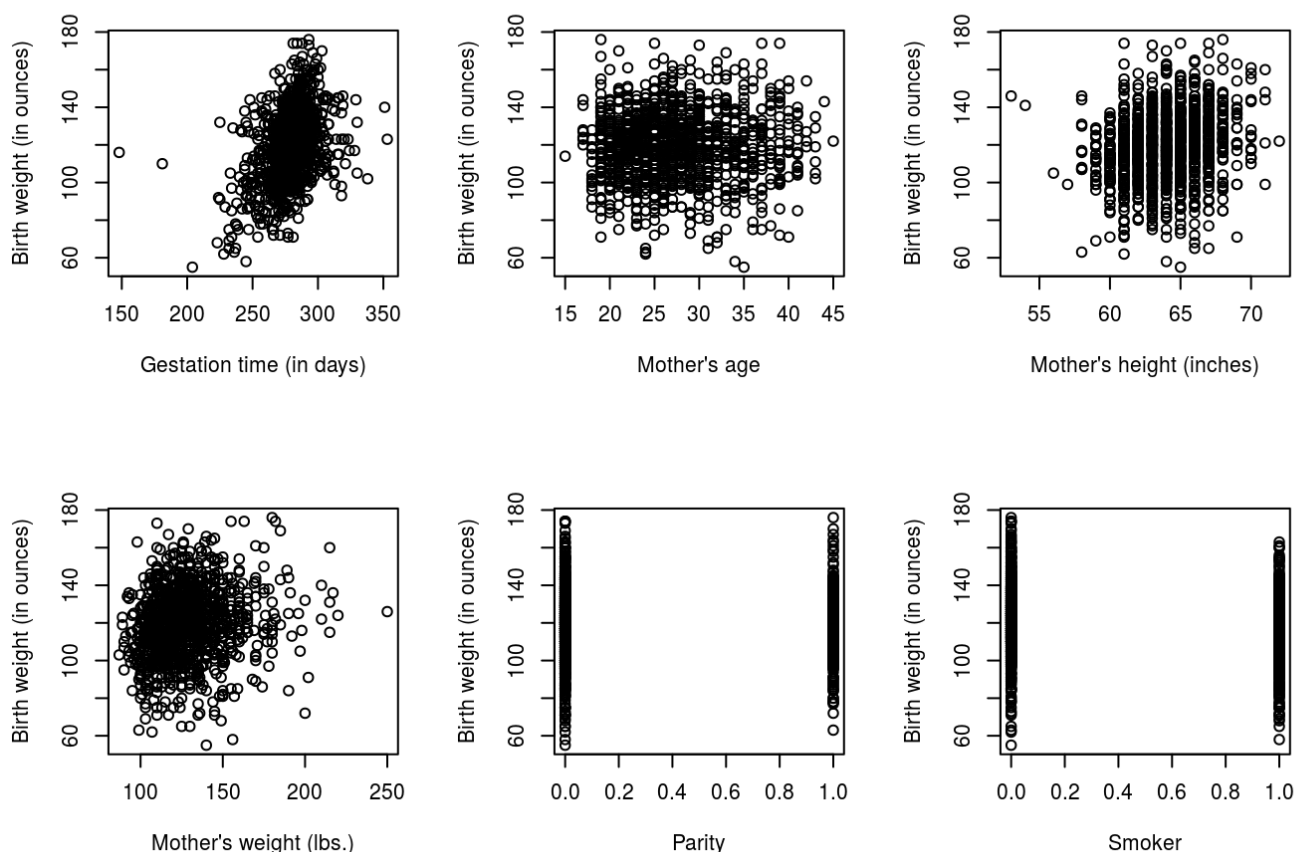 Birth weight (in ounces)
60 100 140 180
150 200 250 300 350
Gestation time (in days)
Birth weight (in ounces)
60 100 140 180
15 20 25 30 35 40 45
Mother's age
Birth weight (in ounces)
60 100 140 180
55 60 65 70
Mother's height (inches)
Birth weight (in ounces)
60 100 140 180
100 150 200 250
Mother's weight (lbs.)
Birth weight (in ounces)
60 100 140 180
0.0 0.2 0.4 0.6 0.8 1.0
Parity
Birth weight (in ounces)
60 100 140 180
0.0 0.2 0.4 0.6 0.8 1.0
Smoker